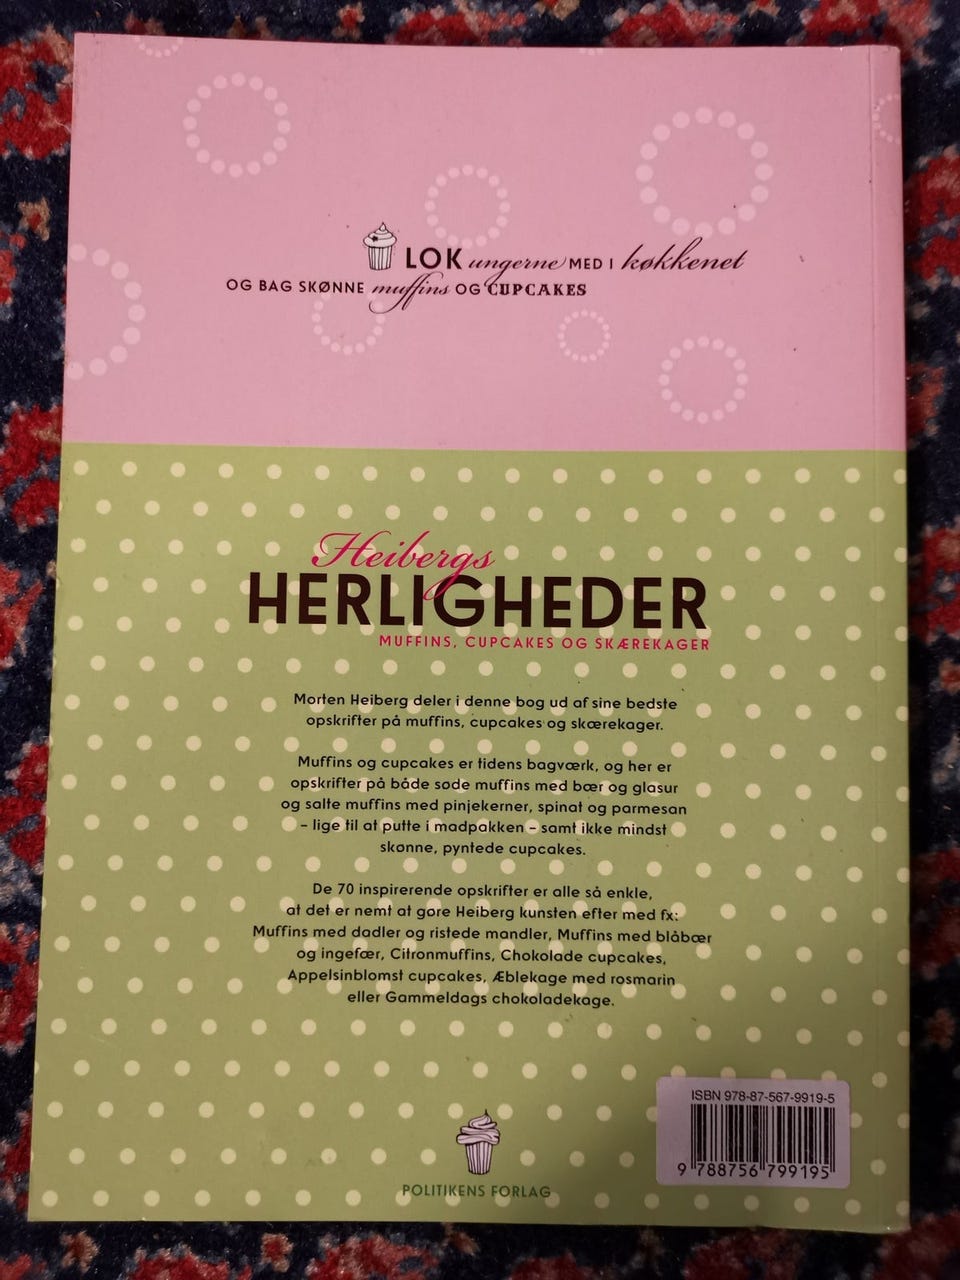 LOK ungerne MED I køkkenet
OG BAG SKØNNE muffins OG CUPCAKES
Heibergs
HERLIGHEDER
MUFFINS, CUPCAKES OG SKÆREKAGER
Morten Heiberg deler i denne bog ud af sine bedste
opskrifter på muffins, cupcakes og skærekager.
Muffins og cupcakes er tidens bagværk, og her er
opskrifter på både søde muffins med bær og glasur
og salte muffins med pinjekerner, spinat og parmesan
– lige til at putte i madpakken – samt ikke mindst
skønne, pyntede cupcakes.
De 70 inspirerende opskrifter er alle så enkle,
at det er nemt at gøre Heiberg kunsten efter med fx:
Muffins med dadler og ristede mandler, Muffins med blåbær
og ingefær, Citronmuffins, Chokolade cupcakes,
Appelsinblomst cupcakes, Æblekage med rosmarin
eller Gammeldags chokoladekage.
ISBN 978-87-567-9919-5
9 788756 799195
POLITIKENS FORLAG